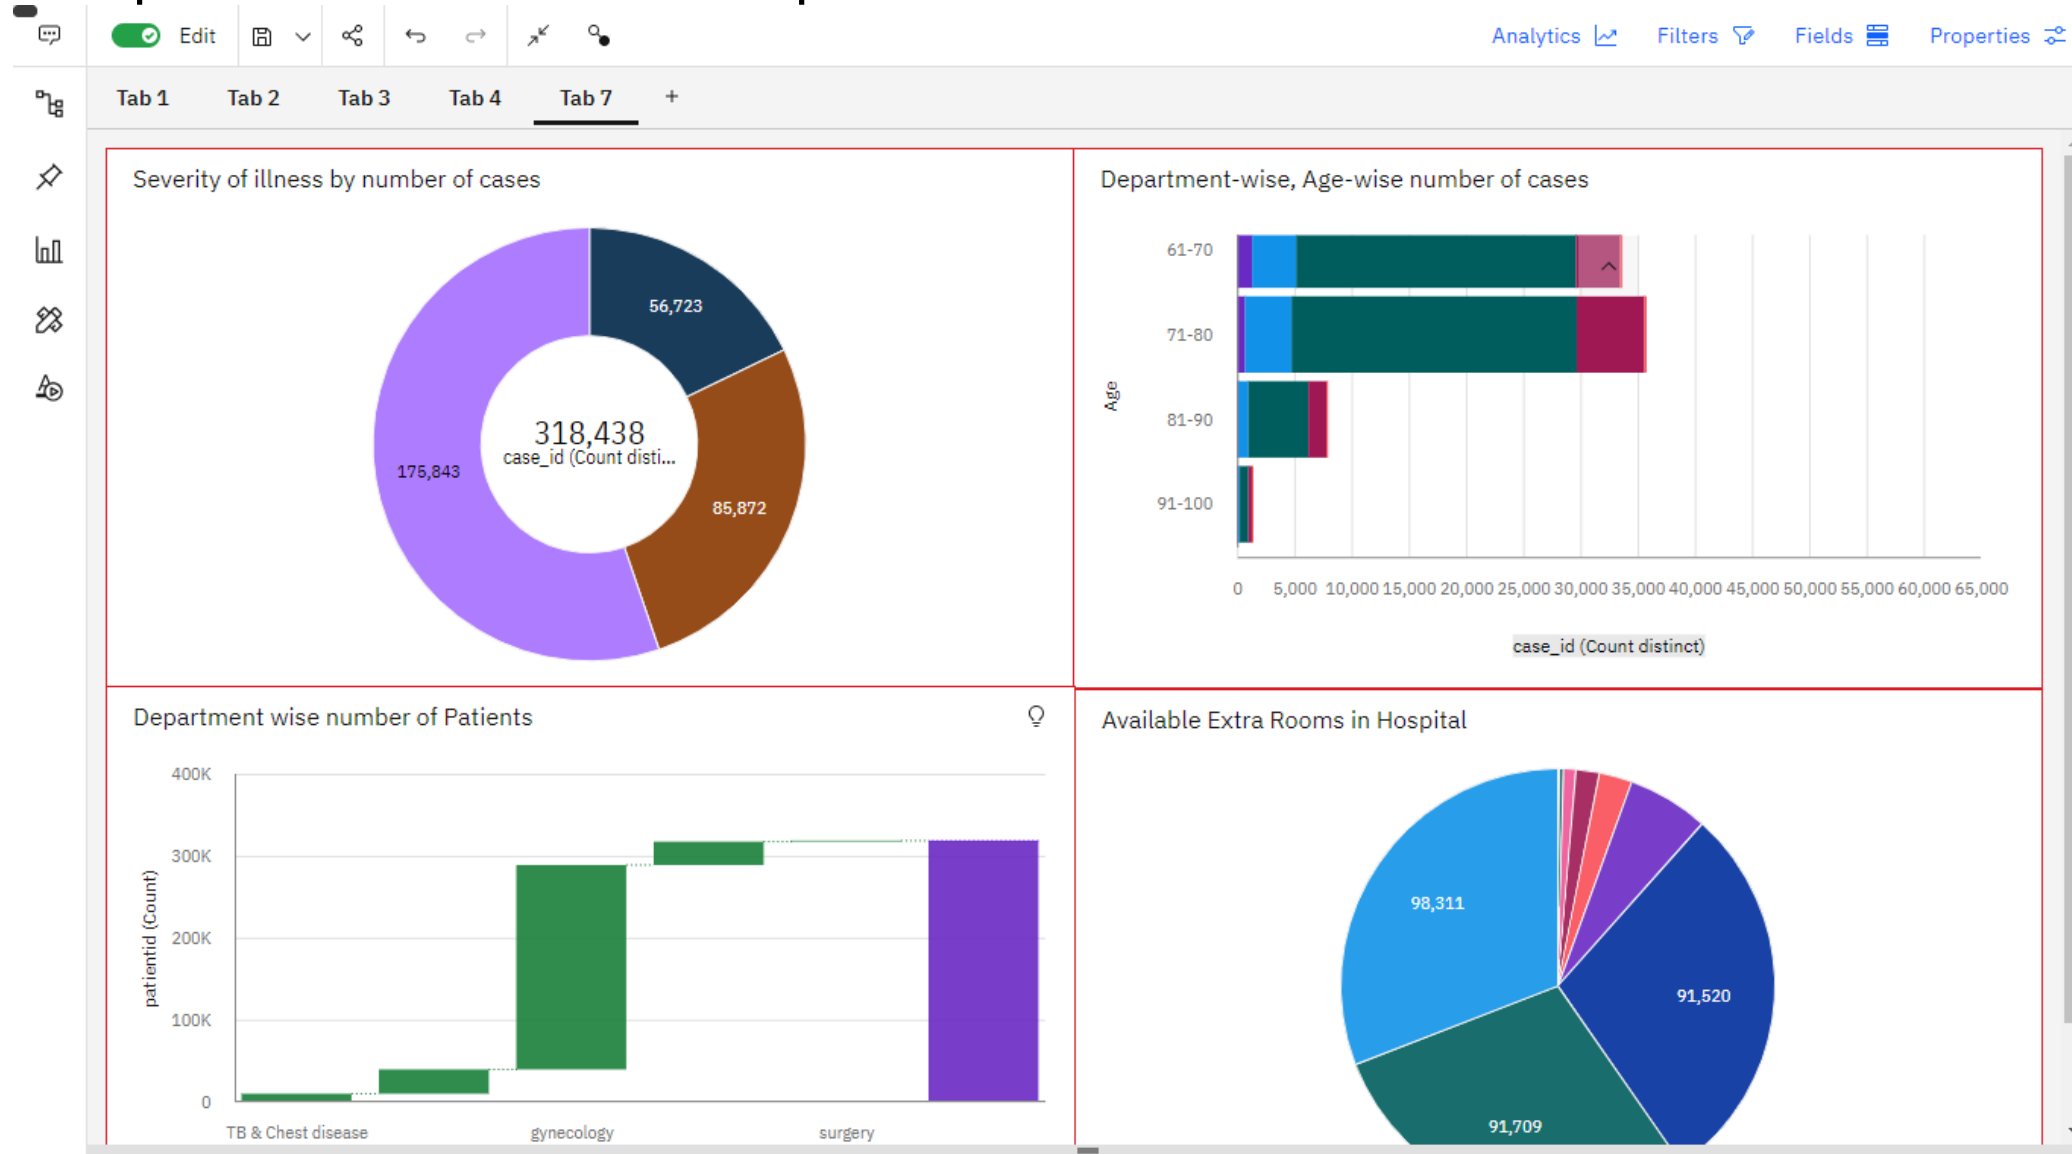 Edit
Analytics
Filters
Fields
Properties
Tab 1
Tab 2
Tab 3
Tab 4
Tab 7
+
Severity of illness by number of cases
56,723
318,438
case_id (Count disti...
175,843
85,872
Department-wise, Age-wise number of cases
61-70
71-80
Age
81-90
91-100
0 5,000 10,000 15,000 20,000 25,000 30,000 35,000 40,000 45,000 50,000 55,000 60,000 65,000
case_id (Count distinct)
Department wise number of Patients
400K
300K
200K
100K
0
patientid (Count)
TB & Chest disease gynecology surgery
Available Extra Rooms in Hospital
98,311
91,520
91,709